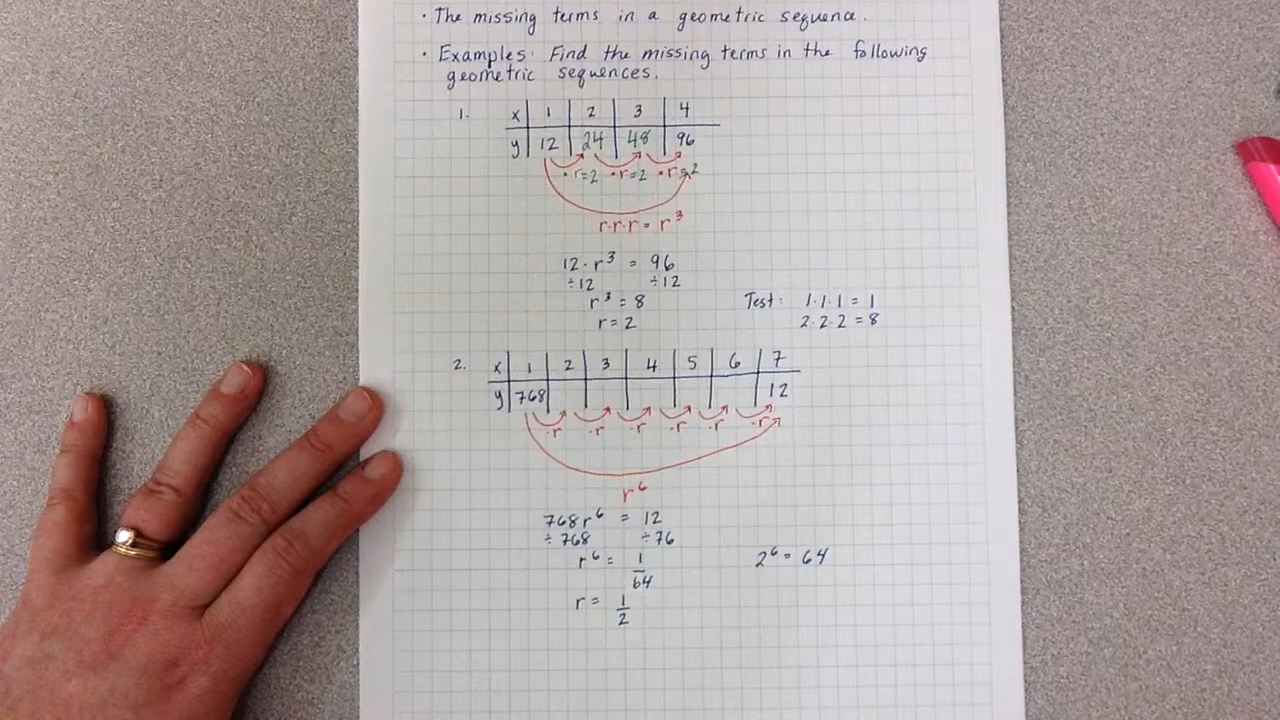 · The missing terms in a geometric sequence.
· Examples: Find the missing terms in the following
geometric sequences.
1.
x 1 2 3 4
y 12 24 48 96
·r=2 ·r=2 ·r=2
r·r·r = r³
12·r³ = 96
÷12 ÷12
r³ = 8 Test: 1·1·1 = 1
r = 2 2·2·2 = 8
2.
x 1 2 3 4 5 6 7
y 768 12
·r ·r ·r ·r ·r ·r
r⁶
768r⁶ = 12
÷768 ÷76
r⁶ = 1/64 2⁶ = 64
r = 1/2